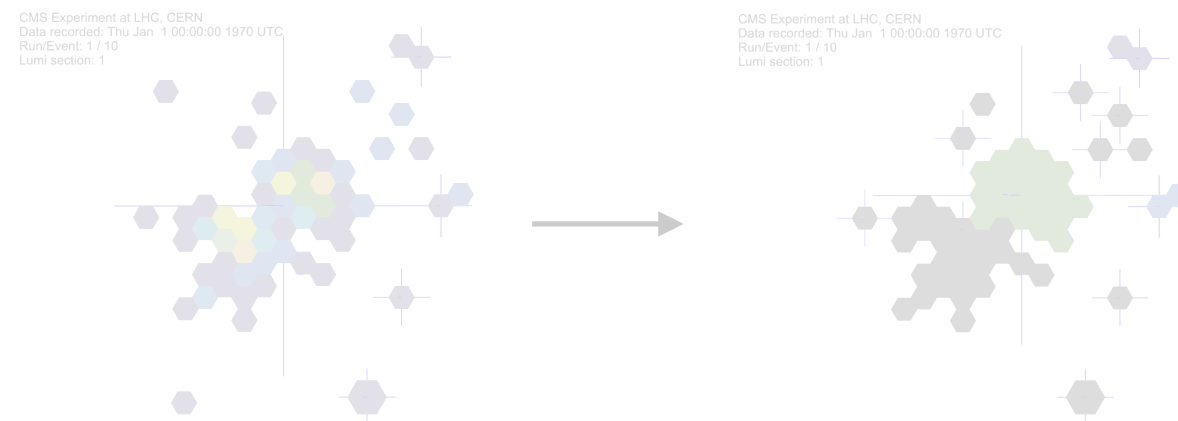 CMS Experiment at LHC, CERN
Data recorded: Thu Jan  1 00:00:00 1970 UTC
Run/Event: 1 / 10
Lumi section: 1
CMS Experiment at LHC, CERN
Data recorded: Thu Jan  1 00:00:00 1970 UTC
Run/Event: 1 / 10
Lumi section: 1